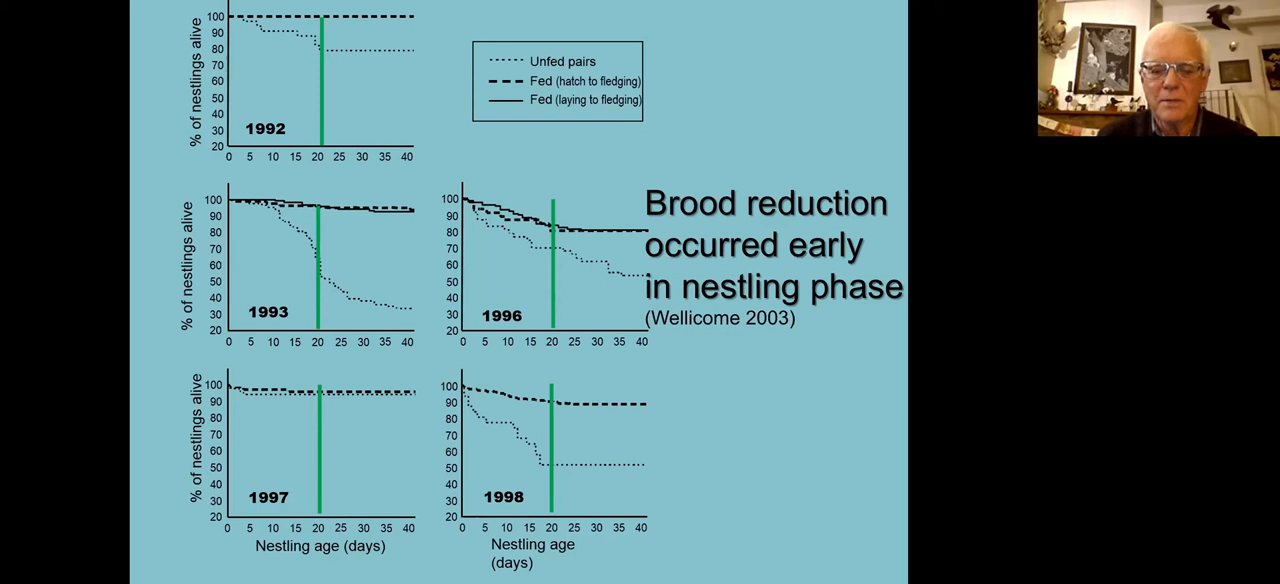 % of nestlings alive
100
90
80
70
60
50
40
30
20
1992
0 5 10 15 20 25 30 35 40
Unfed pairs
Fed (hatch to fledging)
Fed (laying to fledging)
% of nestlings alive
100
90
80
70
60
50
40
30
20
1993
0 5 10 15 20 25 30 35 40
100
90
80
70
60
50
40
30
20
1996
0 5 10 15 20 25 30 35 40
Brood reduction
occurred early
in nestling phase
(Wellicome 2003)
% of nestlings alive
100
90
80
70
60
50
40
30
20
1997
0 5 10 15 20 25 30 35 40
Nestling age (days)
100
90
80
70
60
50
40
30
20
1998
0 5 10 15 20 25 30 35 40
Nestling age
(days)